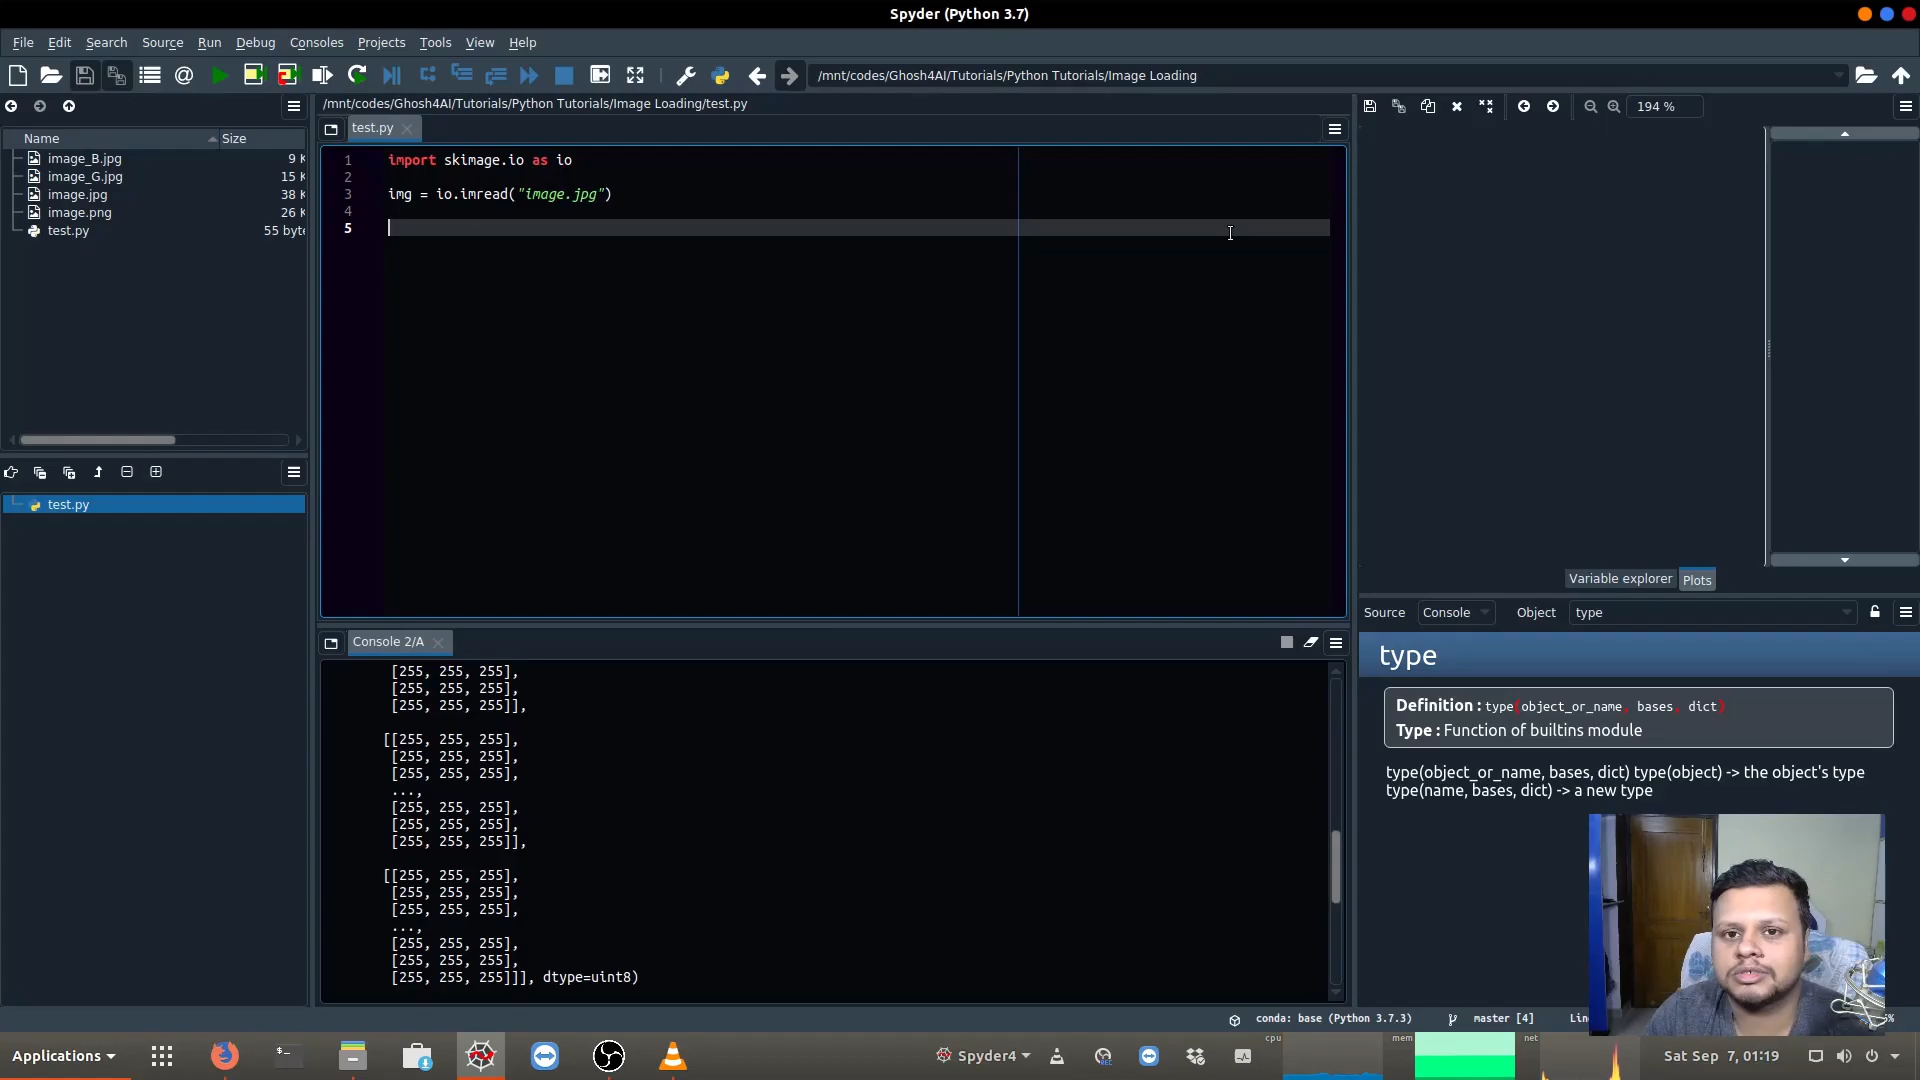 Spyder (Python 3.7)
File Edit Search Source Run Debug Consoles Projects Tools View Help
/mnt/codes/Ghosh4AI/Tutorials/Python Tutorials/Image Loading
/mnt/codes/Ghosh4AI/Tutorials/Python Tutorials/Image Loading/test.py
194 %
Name Size
image_B.jpg 9 K
image_G.jpg 15 K
image.jpg 38 K
image.png 26 K
test.py 55 byte
test.py
test.py
1 import skimage.io as io
2
3 img = io.imread("image.jpg")
4
5
Variable explorer Plots
Source Console Object type
type
Definition : type(object_or_name, bases, dict)
Type : Function of builtins module
type(object_or_name, bases, dict) type(object) -> the object's type
type(name, bases, dict) -> a new type
Console 2/A
[255, 255, 255],
[255, 255, 255],
[255, 255, 255]],
[[255, 255, 255],
[255, 255, 255],
[255, 255, 255],
...,
[255, 255, 255],
[255, 255, 255],
[255, 255, 255]],
[[255, 255, 255],
[255, 255, 255],
[255, 255, 255],
...,
[255, 255, 255],
[255, 255, 255],
[255, 255, 255]]], dtype=uint8)
conda: base (Python 3.7.3) master [4] Lin
Applications
Spyder4
cpu
mem
net
Sat Sep 7, 01:19